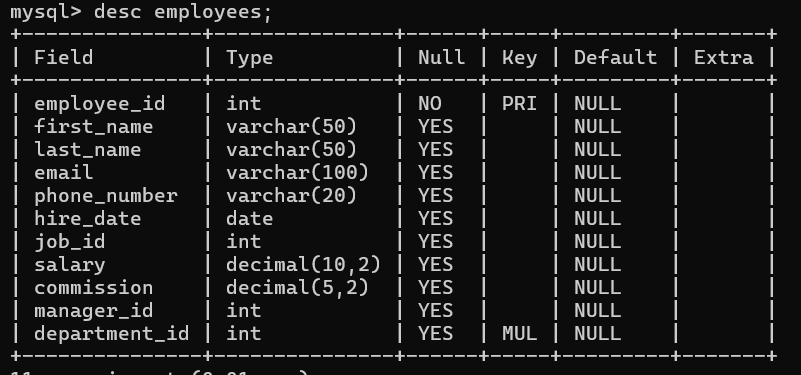 mysql> desc employees;
+---------------+---------------+------+-----+---------+-------+
| Field         | Type          | Null | Key | Default | Extra |
+---------------+---------------+------+-----+---------+-------+
| employee_id   | int           | NO   | PRI | NULL    |       |
| first_name    | varchar(50)   | YES  |     | NULL    |       |
| last_name     | varchar(50)   | YES  |     | NULL    |       |
| email         | varchar(100)  | YES  |     | NULL    |       |
| phone_number  | varchar(20)   | YES  |     | NULL    |       |
| hire_date     | date          | YES  |     | NULL    |       |
| job_id        | int           | YES  |     | NULL    |       |
| salary        | decimal(10,2) | YES  |     | NULL    |       |
| commission    | decimal(5,2)  | YES  |     | NULL    |       |
| manager_id    | int           | YES  |     | NULL    |       |
| department_id | int           | YES  | MUL | NULL    |       |
+---------------+---------------+------+-----+---------+-------+